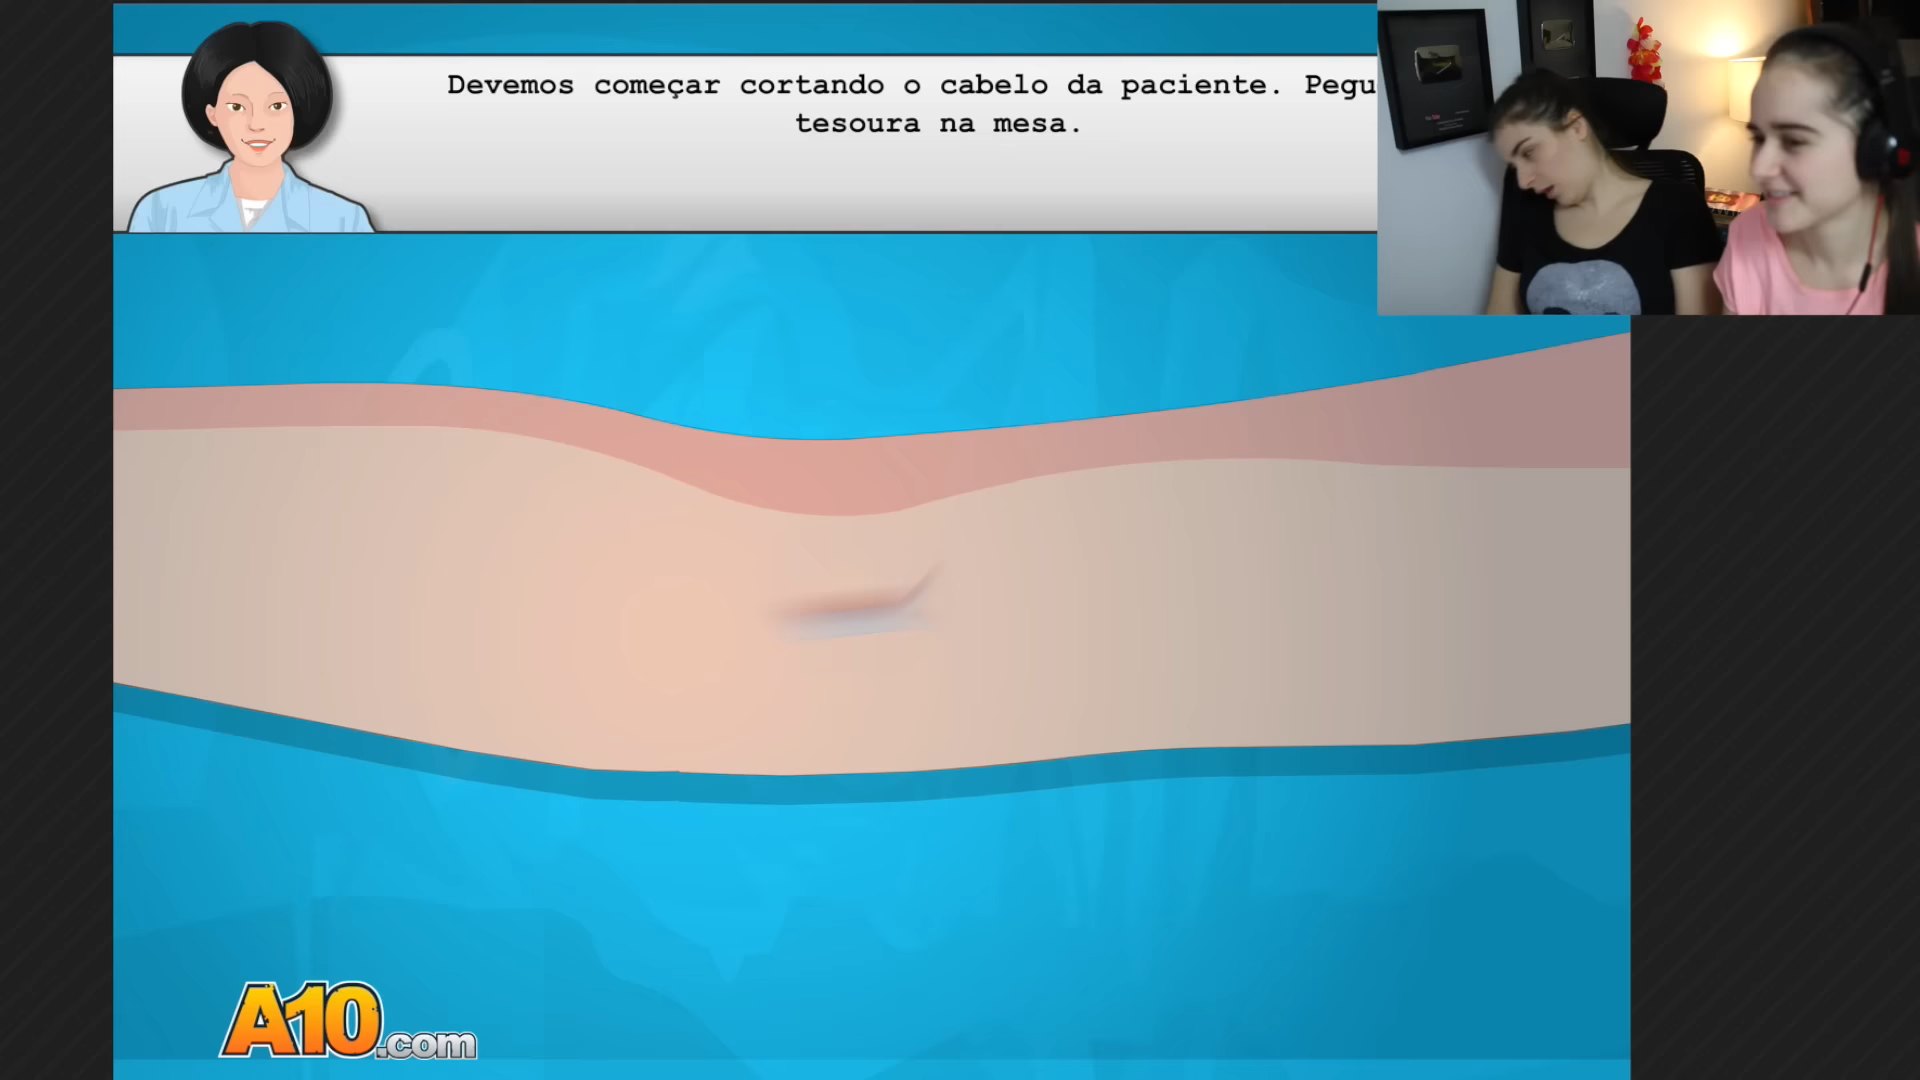 Devemos começar cortando o cabelo da paciente. Pegu
tesoura na mesa.
A10.com